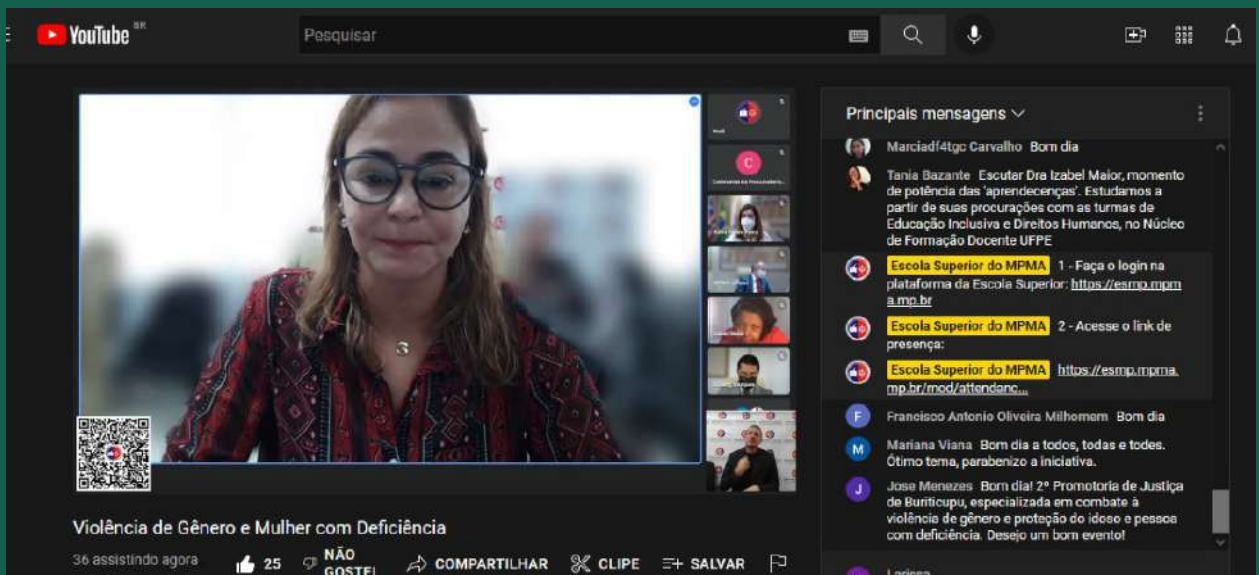 YouTube BR
Pesquisar
Principais mensagens
Marciadf4tgc Carvalho Bom dia
Tania Bazante Escutar Dra Izabel Maior, momento
de potência das 'aprendecenças'. Estudamos a
partir de suas procurações com as turmas de
Educação Inclusiva e Direitos Humanos, no Núcleo
de Formação Docente UFPE
Escola Superior do MPMA 1 - Faça o login na
plataforma da Escola Superior: https://esmp.mpm
a.mp.br
Escola Superior do MPMA 2 - Acesse o link de
presença:
Escola Superior do MPMA https://esmp.mpma.
mp.br/mod/attendanc...
F
Francisco Antonio Oliveira Milhomem Bom dia
M
Mariana Viana Bom dia a todos, todas e todes.
Ótimo tema, parabenizo a iniciativa.
J
Jose Menezes Bom dia! 2º Promotoria de Justiça
de Buriticupu, especializada em combate à
violência de gênero e proteção do idoso e pessoa
com deficiência. Desejo um bom evento!
Larissa
C
Violência de Gênero e Mulher com Deficiência
36 assistindo agora
25
NÃO
GOSTEI
COMPARTILHAR
CLIPE
SALVAR